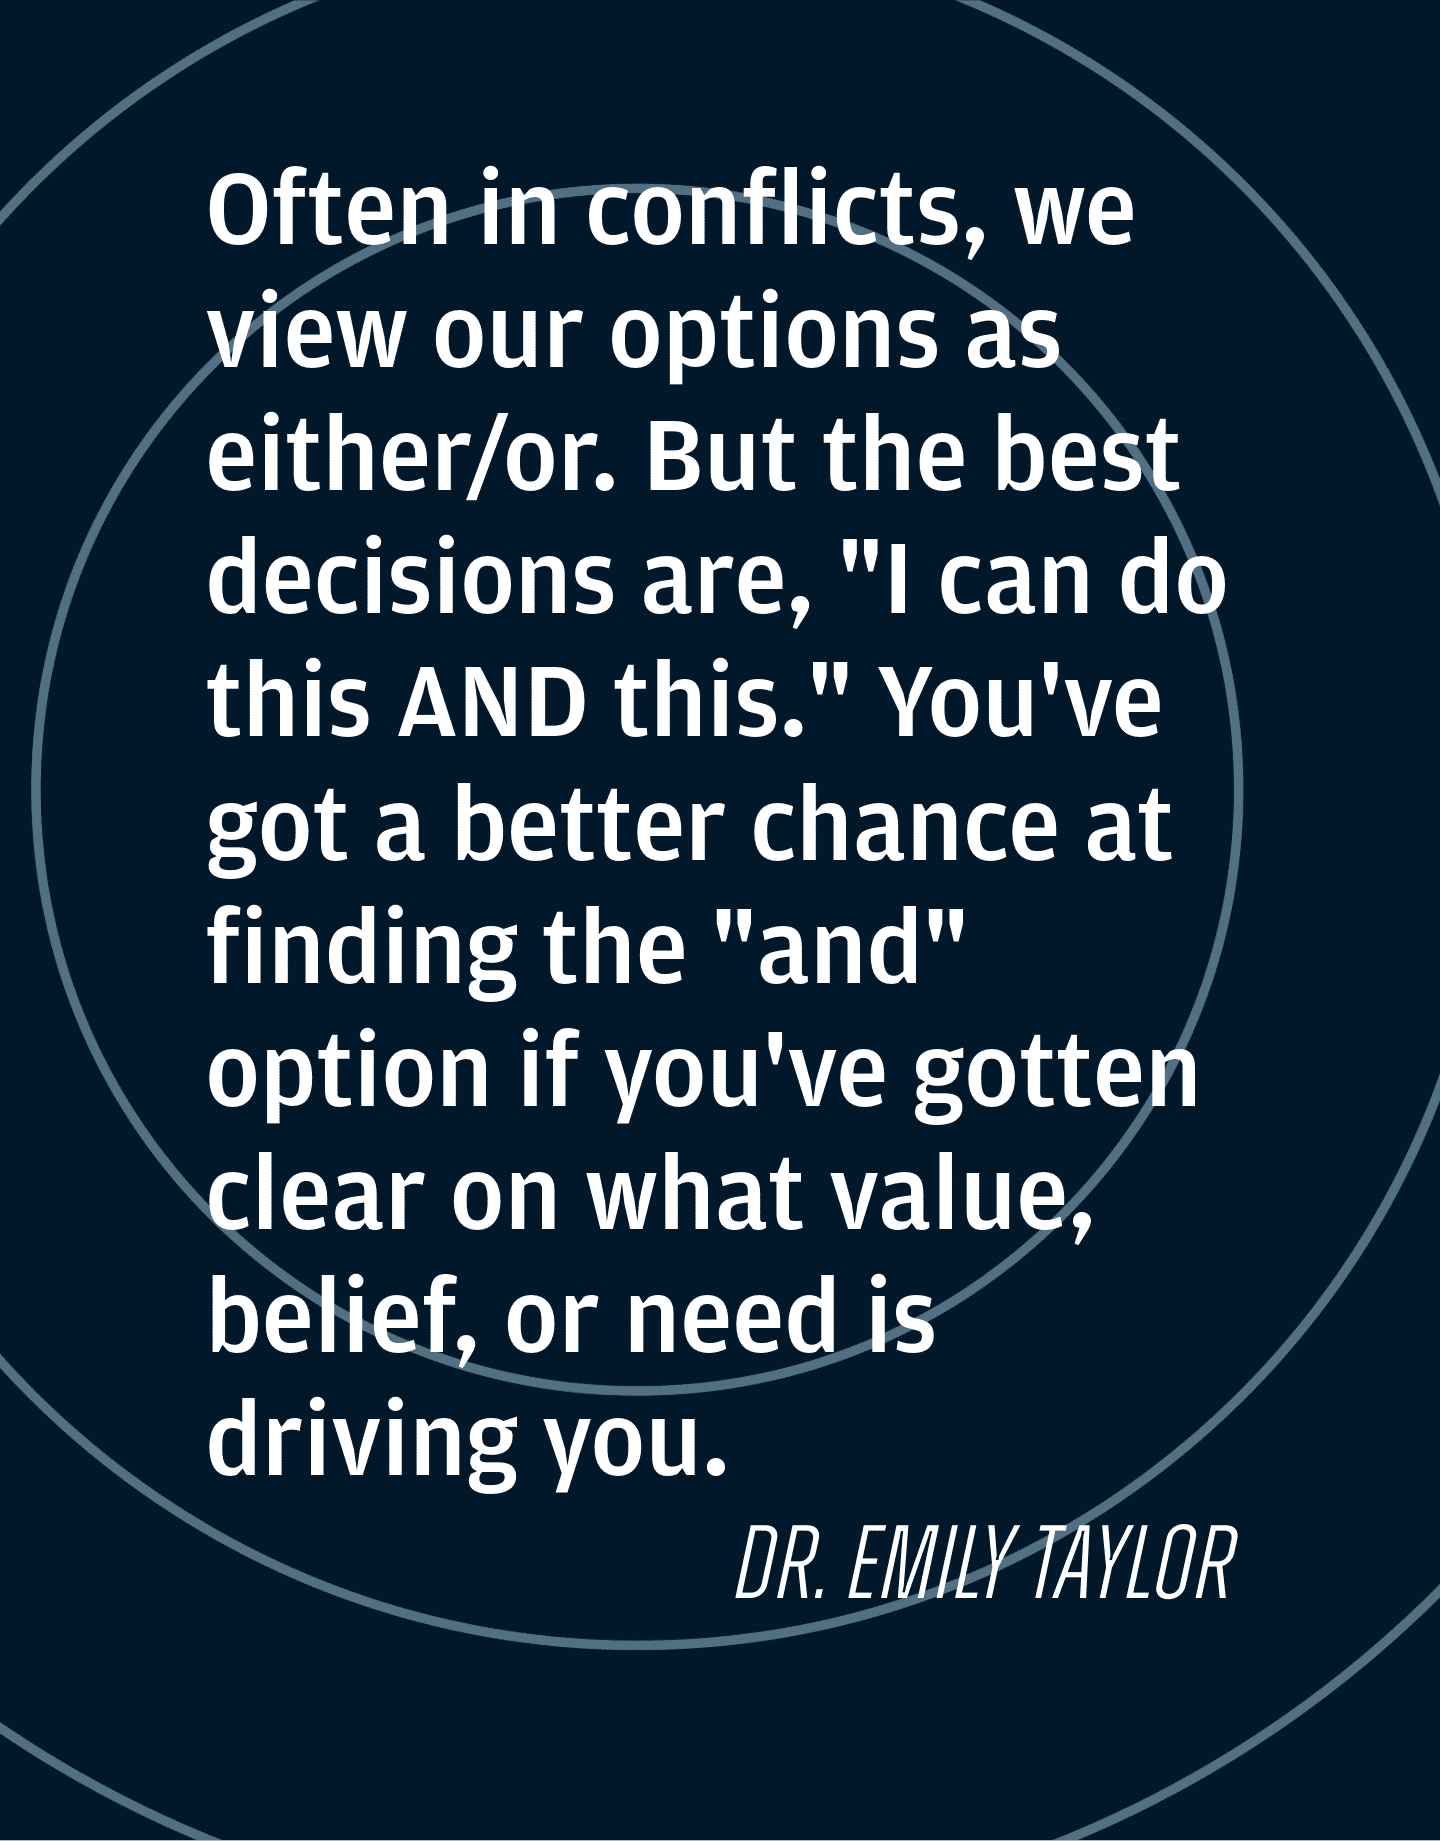 Often in conflicts, we
view our options as
either/or. But the best
decisions are, "I can do
this AND this." You've
got a better chance at
finding the "and"
option if you've gotten
clear on what value,
belief, or need is
driving you.
DR. EMILY TAYLOR